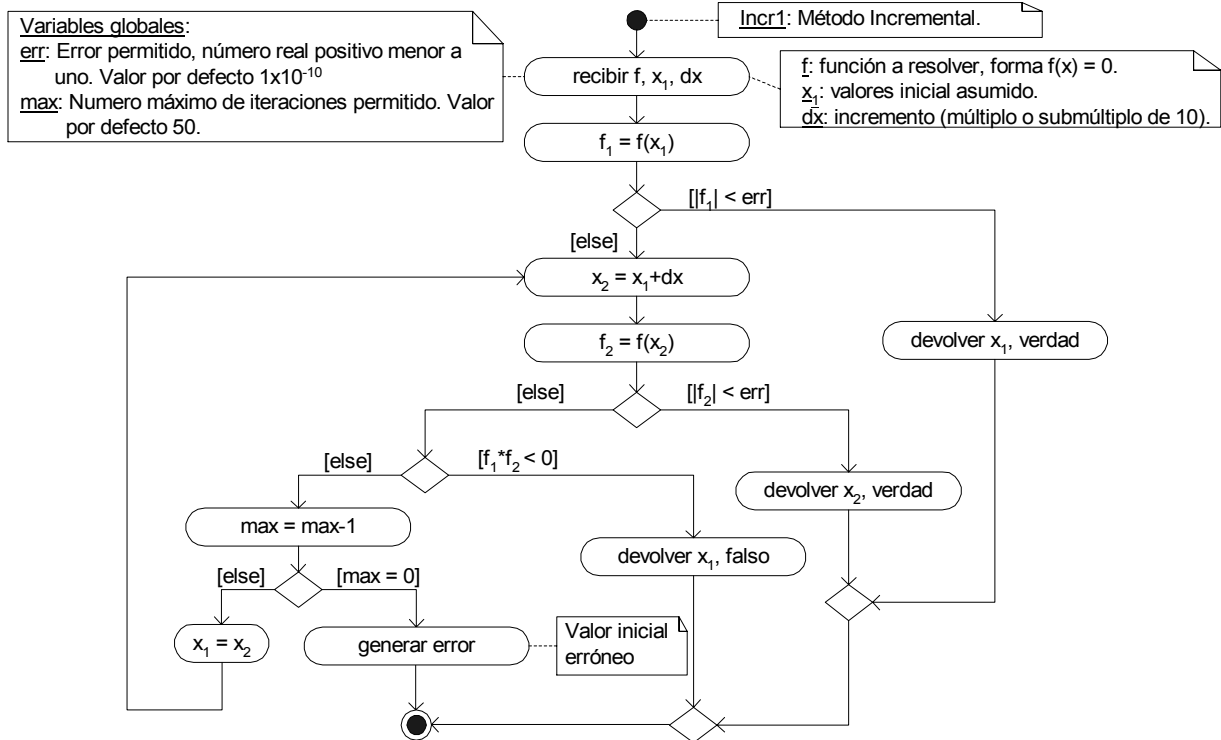 Variables globales:
err: Error permitido, número real positivo menor a
uno. Valor por defecto 1x10⁻¹⁰
max: Numero máximo de iteraciones permitido. Valor
por defecto 50.
Incr1: Método Incremental.
recibir f, x₁, dx
f: función a resolver, forma f(x) = 0.
x₁: valores inicial asumido.
dx: incremento (múltiplo o submúltiplo de 10).
f₁ = f(x₁)
[|f₁| < err]
[else]
x₂ = x₁+dx
devolver x₁, verdad
f₂ = f(x₂)
[else]
[|f₂| < err]
[else]
[f₁*f₂ < 0]
devolver x₂, verdad
max = max-1
devolver x₁, falso
[else]
[max = 0]
x₁ = x₂
generar error
Valor inicial
erróneo